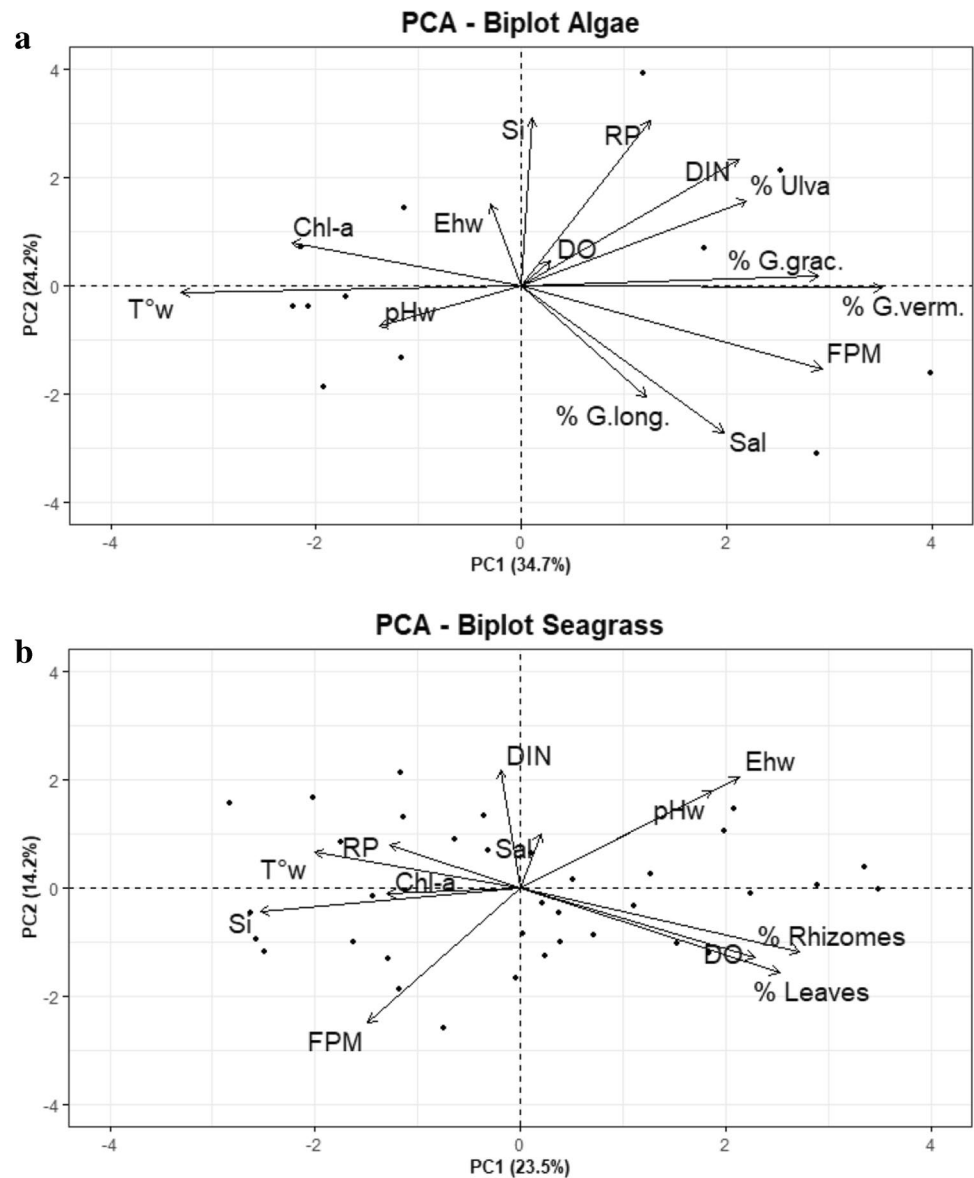 a
PCA - Biplot Algae
PC2 (24.2%)
4
2
0
-2
-4
Si
RP
DIN
% Ulva
Ehw
Chl-a
DO
% G.grac.
T°w
pHw
% G.verm.
FPM
% G.long.
Sal
-4 -2 0 2 4
PC1 (34.7%)
b
PCA - Biplot Seagrass
PC2 (14.2%)
4
2
0
-2
-4
DIN
Ehw
pHw
RP
Sal
T°w
Chl-a
Si
% Rhizomes
DO
% Leaves
FPM
-4 -2 0 2 4
PC1 (23.5%)